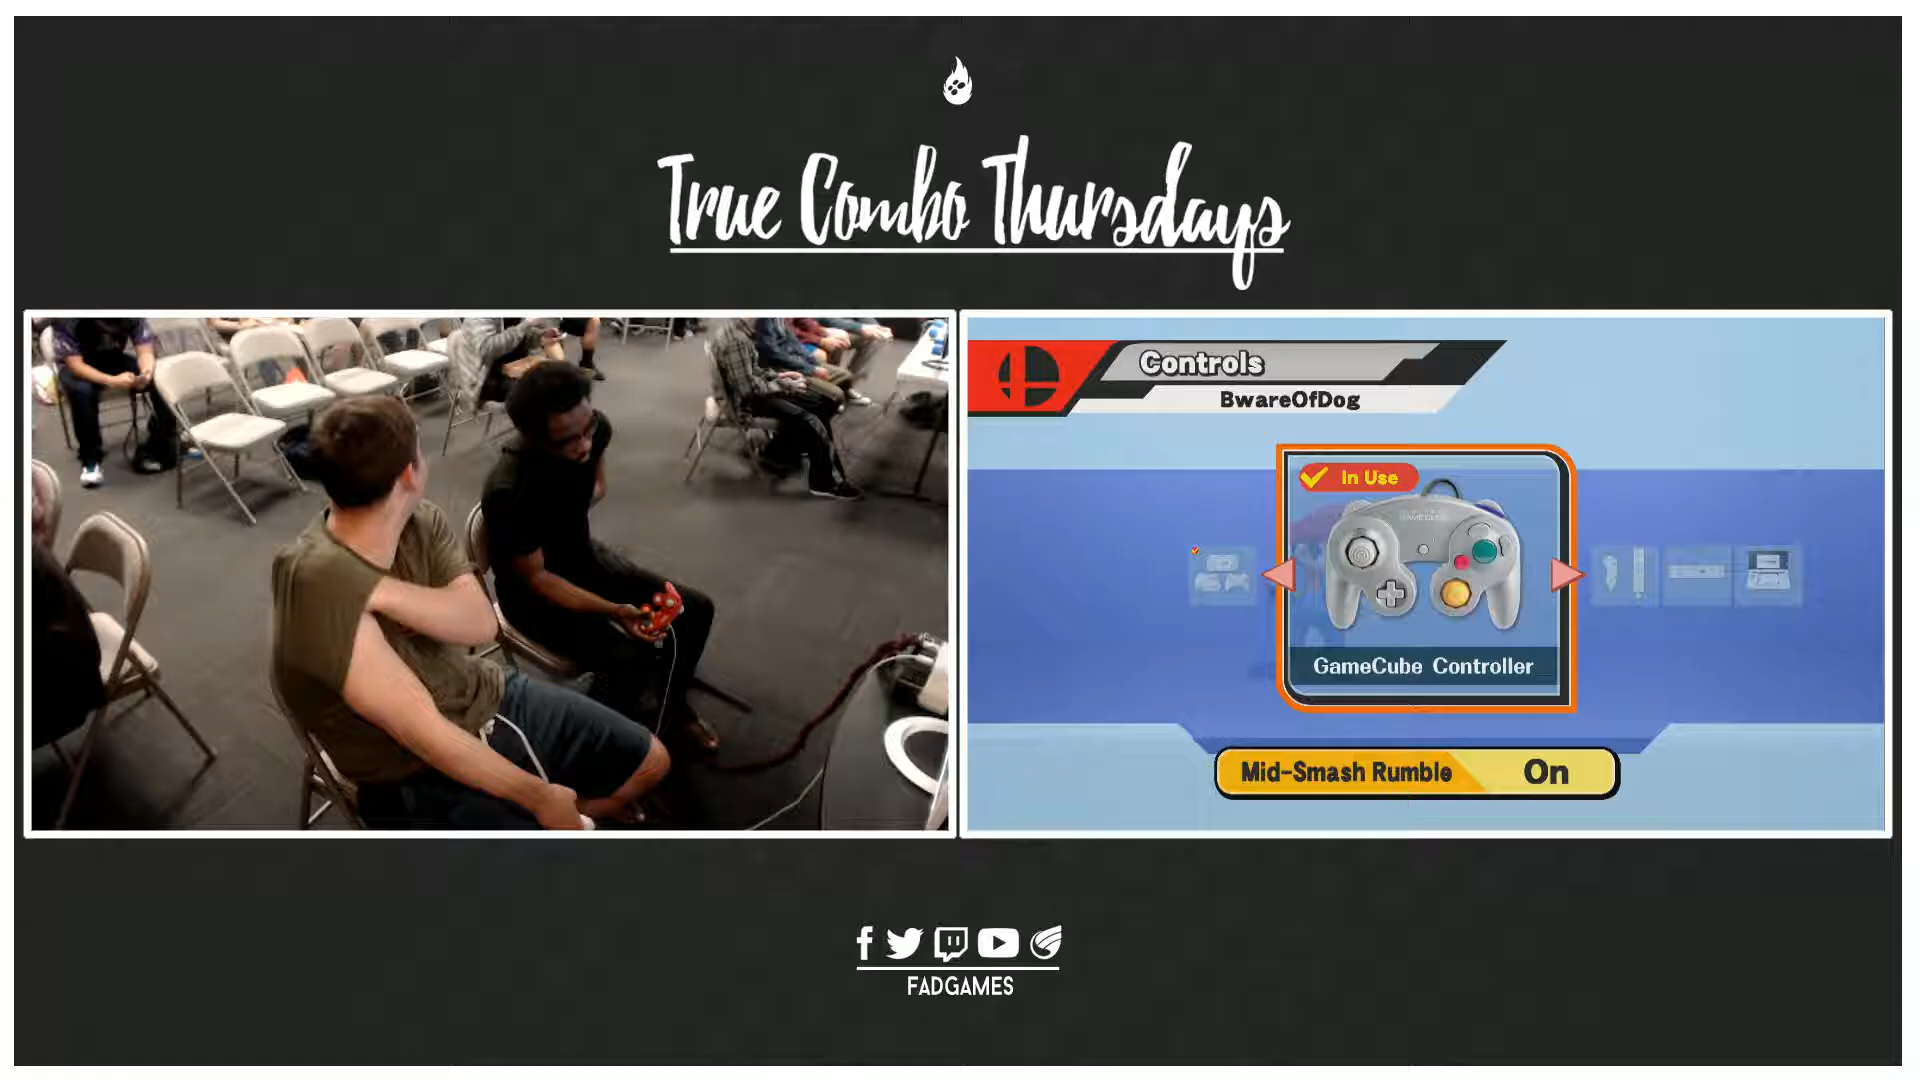 True Combo Thursdays
Controls
BwareOfDog
In Use
GameCube Controller
Mid-Smash Rumble On
FADGAMES